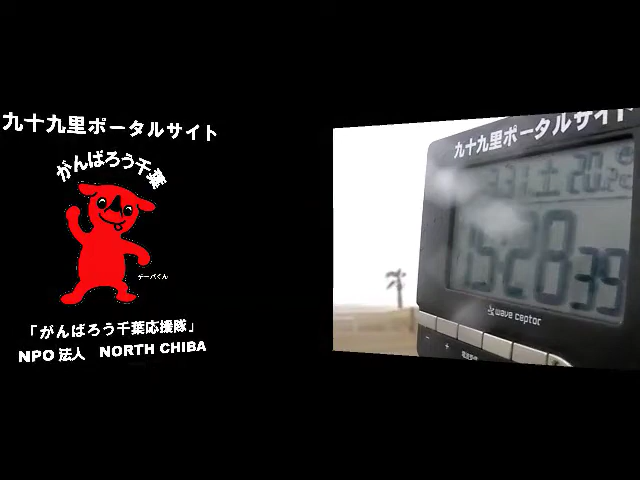 九十九里ポータルサイト
がんばろう千葉
チーバくん
「がんばろう千葉応援隊」
NPO 法人 NORTH CHIBA
九十九里ポータルサイト
3.31 土 20.2℃
15:28 39
wave ceptor
- +